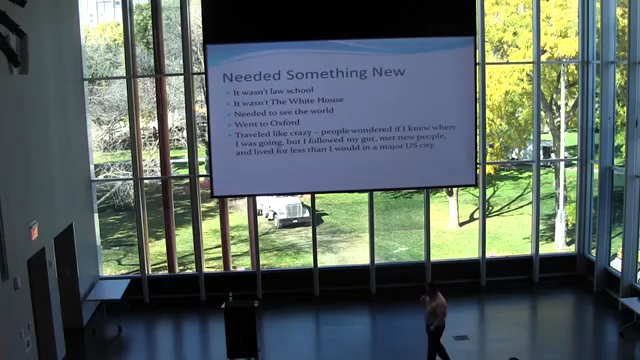 Needed Something New
It wasn't law school
It wasn't The White House
Needed to see the world
Went to Oxford
Traveled like crazy – people wondered if I knew where
I was going, but I followed my gut, met new people,
and lived for less than I would in a major US city.